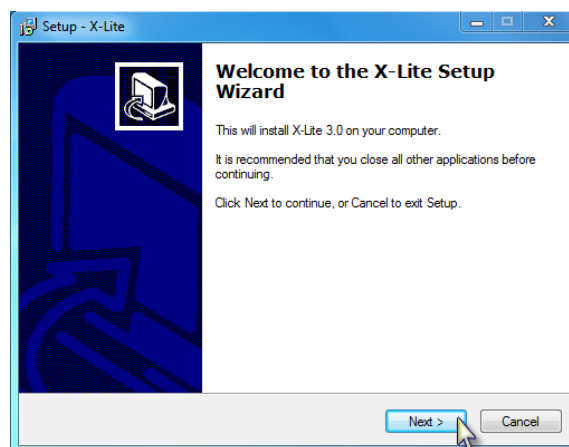 Setup - X-Lite
Welcome to the X-Lite Setup
Wizard
This will install X-Lite 3.0 on your computer.
It is recommended that you close all other applications before
continuing.
Click Next to continue, or Cancel to exit Setup.
Next >
Cancel